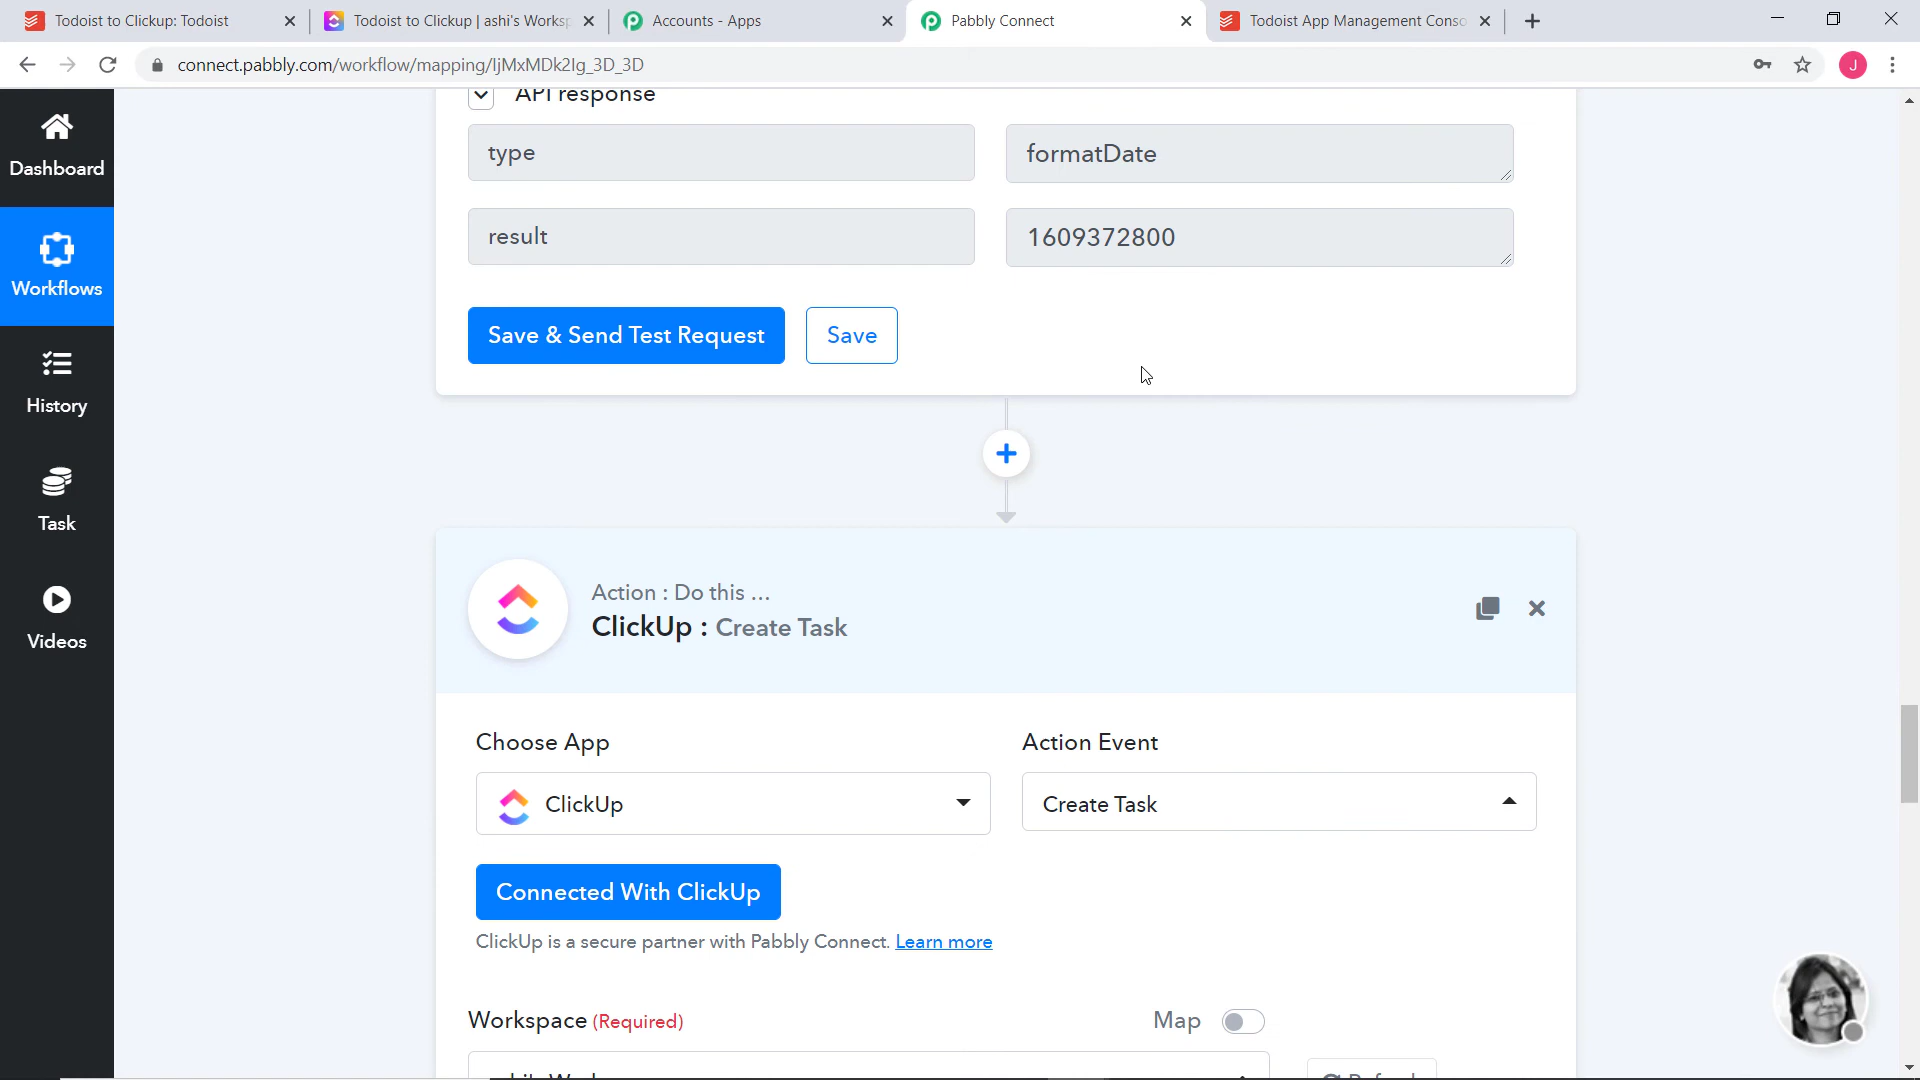 Todoist to Clickup: Todoist
Todoist to Clickup | ashi's Worksp
Accounts - Apps
Pabbly Connect
Todoist App Management Conso
connect.pabbly.com/workflow/mapping/IjMxMDk2Ig_3D_3D
J
Dashboard
Workflows
History
Task
Videos
API response
type
formatDate
result
1609372800
Save & Send Test Request
Save
Action : Do this ...
ClickUp : Create Task
Choose App
Action Event
ClickUp
Create Task
Connected With ClickUp
ClickUp is a secure partner with Pabbly Connect. Learn more
Workspace (Required)
Map